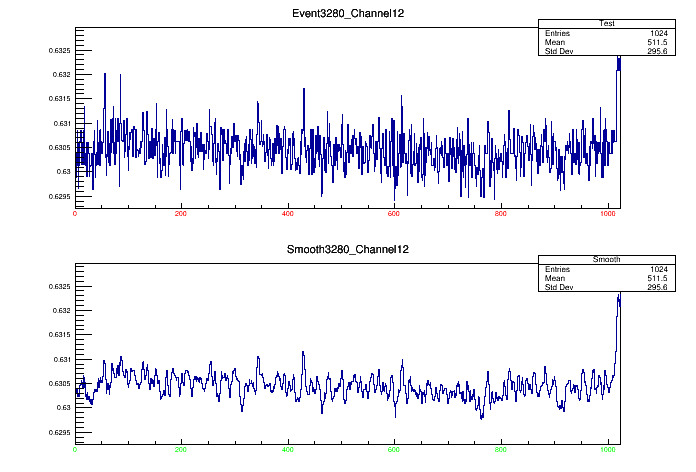 Event3280_Channel12
Test
Entries 1024
Mean 511.5
Std Dev 295.6
0.6325
0.632
0.6315
0.631
0.6305
0.63
0.6295
0 200 400 600 800 1000
Smooth3280_Channel12
Smooth
Entries 1024
Mean 511.5
Std Dev 295.6
0.6325
0.632
0.6315
0.631
0.6305
0.63
0.6295
0 200 400 600 800 1000